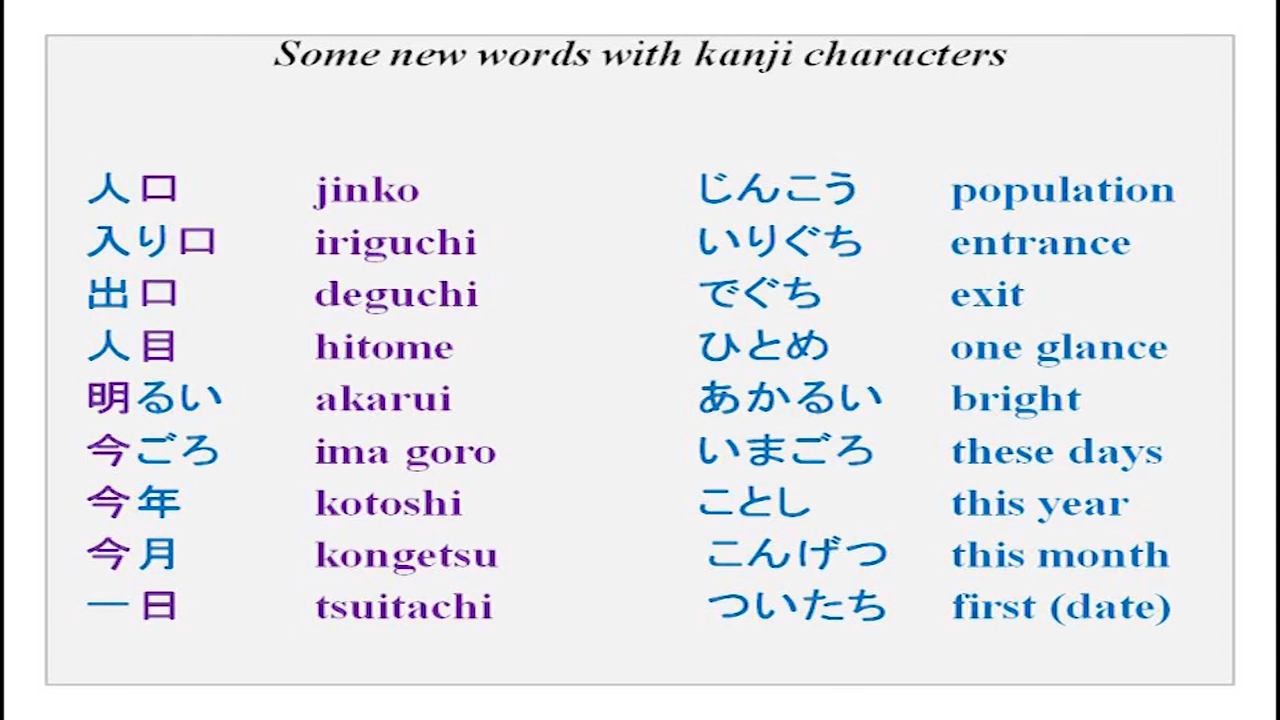 Some new words with kanji characters
人口 jinko じんこう population
入り口 iriguchi いりぐち entrance
出口 deguchi でぐち exit
人目 hitome ひとめ one glance
明るい akarui あかるい bright
今ごろ ima goro いまごろ these days
今年 kotoshi ことし this year
今月 kongetsu こんげつ this month
一日 tsuitachi ついたち first (date)